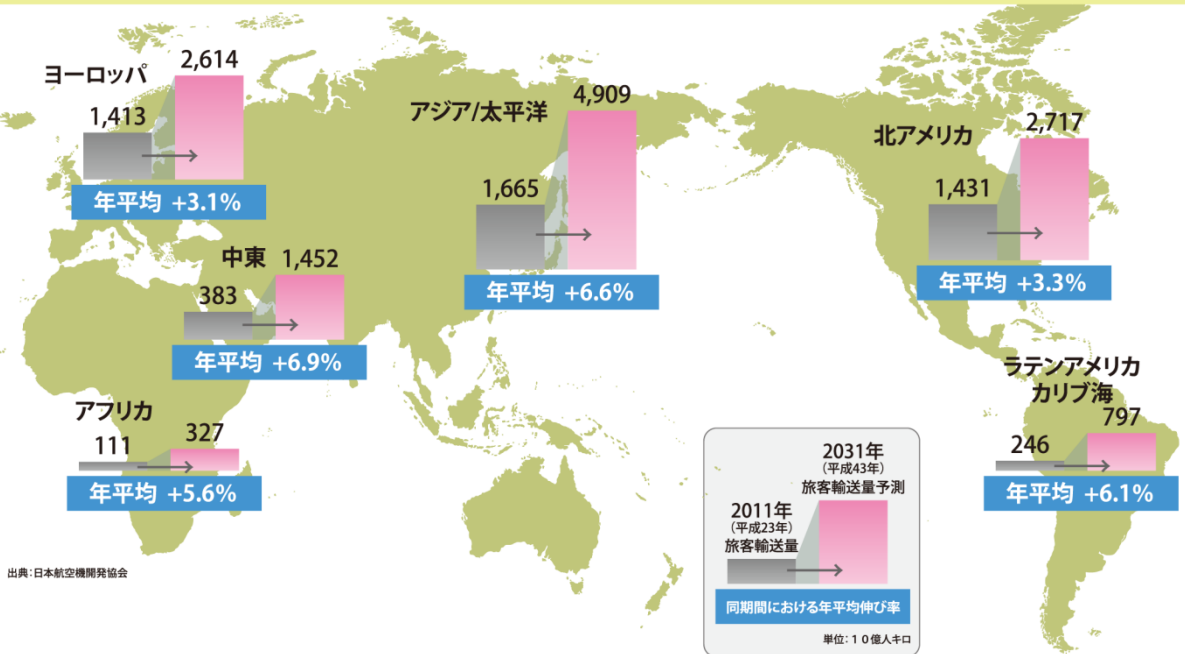 ヨーロッパ
1,413
2,614
年平均 +3.1%
アジア/太平洋
1,665
4,909
年平均 +6.6%
北アメリカ
1,431
2,717
年平均 +3.3%
中東
383
1,452
年平均 +6.9%
アフリカ
111
327
年平均 +5.6%
ラテンアメリカ
カリブ海
246
797
年平均 +6.1%
2031年
(平成43年)
旅客輸送量予測
2011年
(平成23年)
旅客輸送量
同期間における年平均伸び率
単位:10億人キロ
出典:日本航空機開発協会